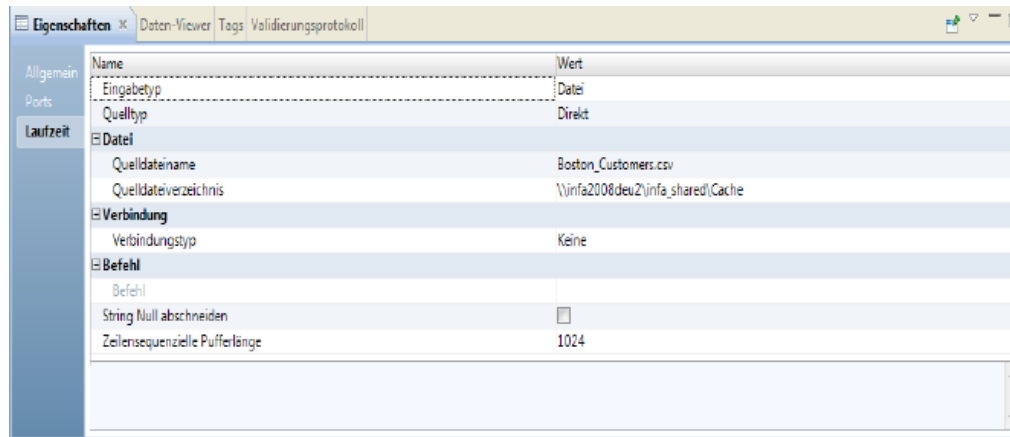 Eigenschaften Daten-Viewer Tags Validierungsprotokoll
Allgemein
Ports
Laufzeit
Name Wert
Eingabetyp Datei
Quelltyp Direkt
Datei
Quelldateiname Boston_Customers.csv
Quelldateiverzeichnis \\infa2008deu2\infa_shared\Cache
Verbindung
Verbindungstyp Keine
Befehl
Befehl
String Null abschneiden
Zeilensequenzielle Pufferlänge 1024